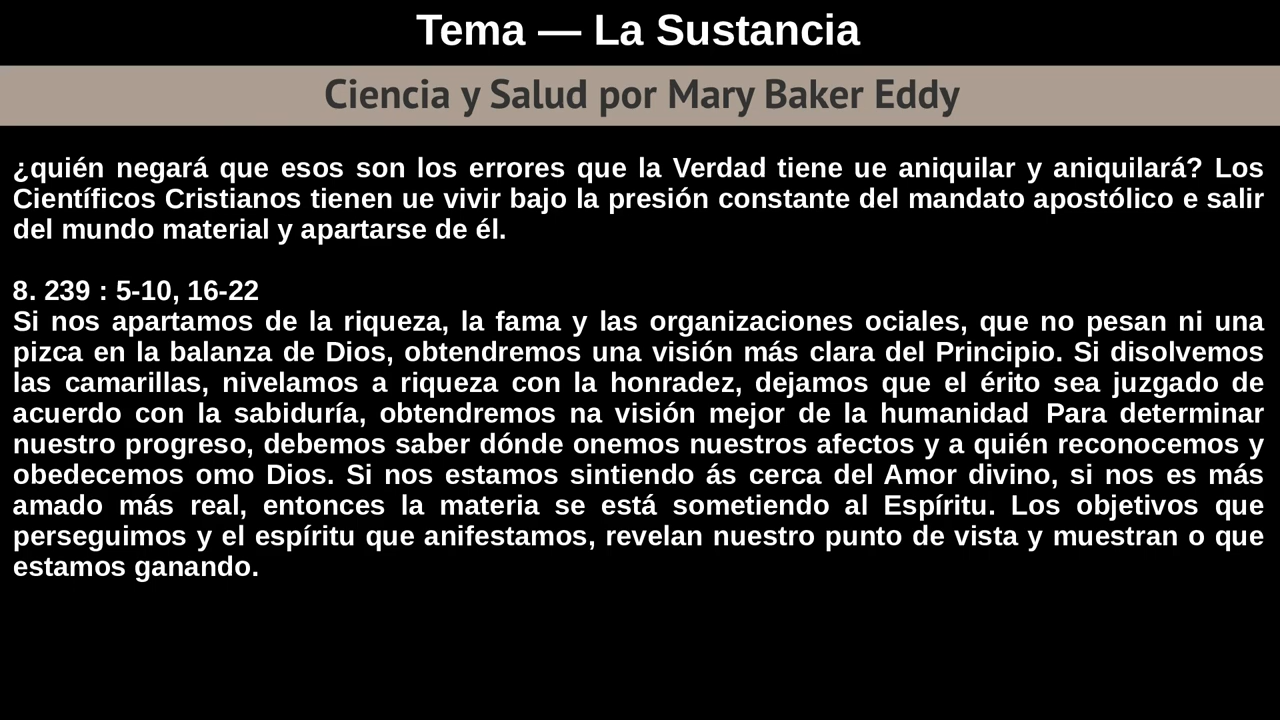 Tema — La Sustancia
Ciencia y Salud por Mary Baker Eddy
¿quién negará que esos son los errores que la Verdad tiene ue aniquilar y aniquilará? Los
Científicos Cristianos tienen ue vivir bajo la presión constante del mandato apostólico e salir
del mundo material y apartarse de él.
8. 239 : 5-10, 16-22
Si nos apartamos de la riqueza, la fama y las organizaciones ociales, que no pesan ni una
pizca en la balanza de Dios, obtendremos una visión más clara del Principio. Si disolvemos
las camarillas, nivelamos a riqueza con la honradez, dejamos que el érito sea juzgado de
acuerdo con la sabiduría, obtendremos na visión mejor de la humanidad Para determinar
nuestro progreso, debemos saber dónde onemos nuestros afectos y a quién reconocemos y
obedecemos omo Dios. Si nos estamos sintiendo ás cerca del Amor divino, si nos es más
amado más real, entonces la materia se está sometiendo al Espíritu. Los objetivos que
perseguimos y el espíritu que anifestamos, revelan nuestro punto de vista y muestran o que
estamos ganando.